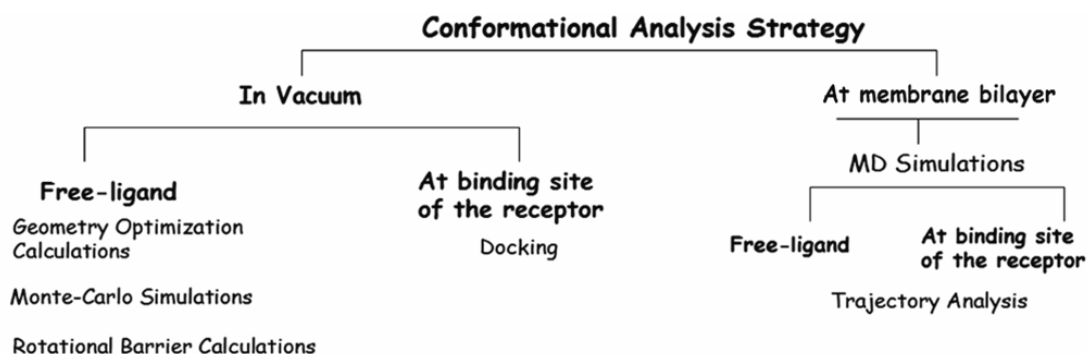 Conformational Analysis Strategy
In Vacuum
At membrane bilayer
MD Simulations
Free-ligand
Geometry Optimization
Calculations
Monte-Carlo Simulations
Rotational Barrier Calculations
At binding site
of the receptor
Docking
Free-ligand
At binding site
of the receptor
Trajectory Analysis